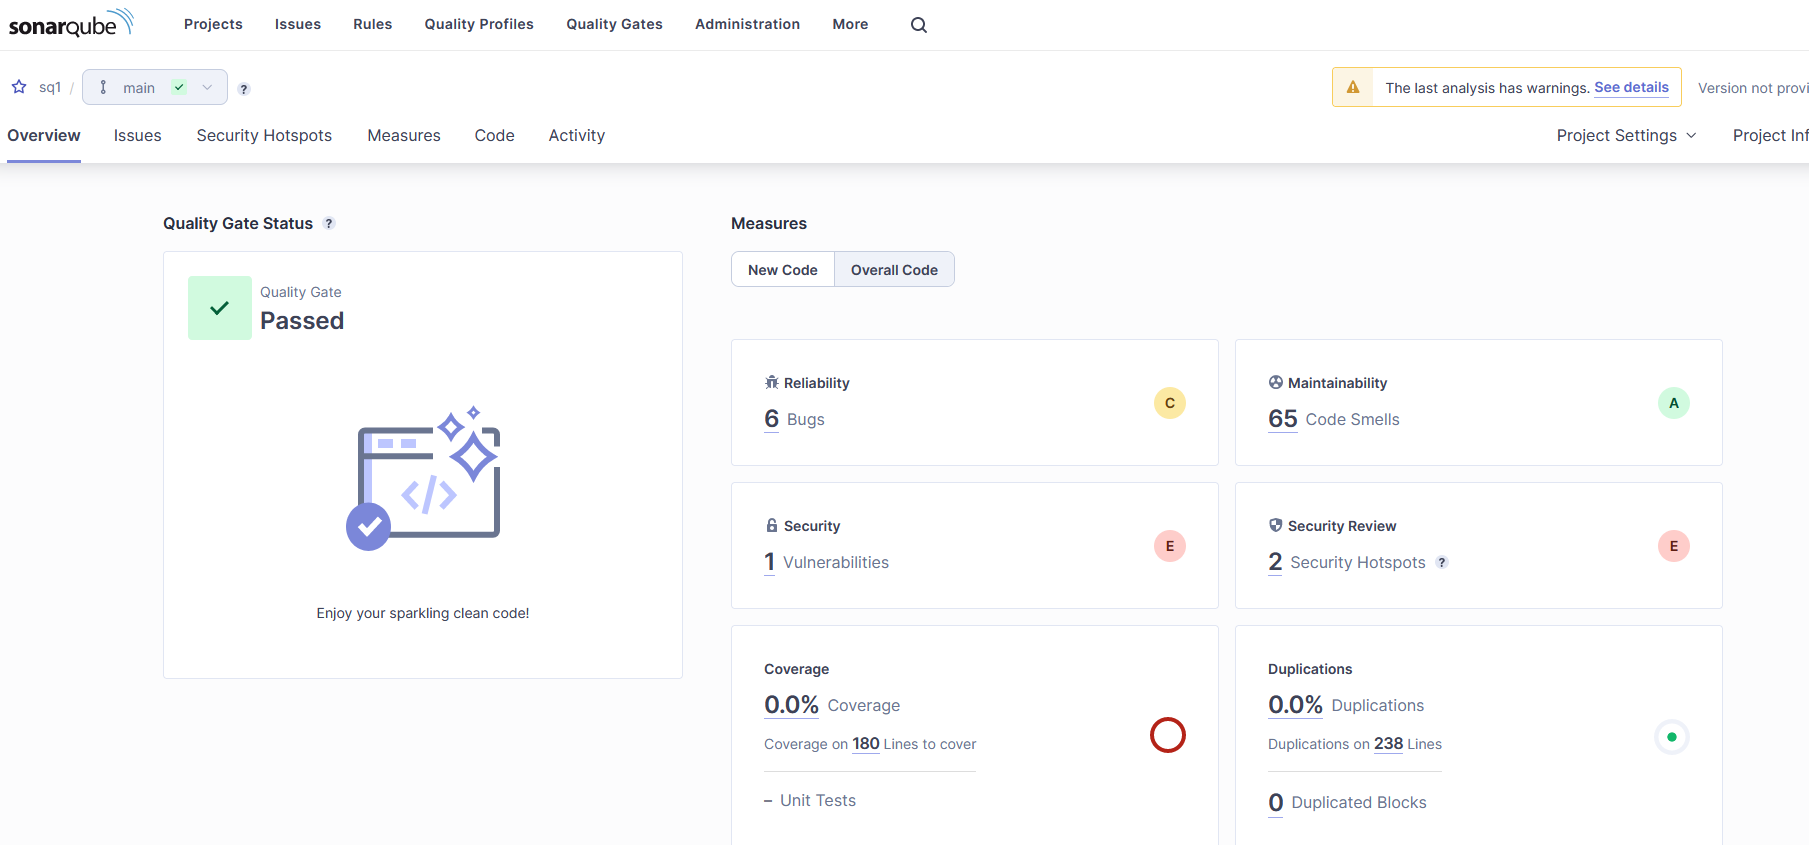 sonarqube Projects Issues Rules Quality Profiles Quality Gates Administration More
sq1 / main ? The last analysis has warnings. See details Version not provi
Overview Issues Security Hotspots Measures Code Activity Project Settings Project Inf
Quality Gate Status ?
Quality Gate
Passed
</>
Enjoy your sparkling clean code!
Measures
New Code Overall Code
Reliability
6 Bugs
C
Maintainability
65 Code Smells
A
Security
1 Vulnerabilities
E
Security Review
2 Security Hotspots ?
E
Coverage
0.0% Coverage
Coverage on 180 Lines to cover
– Unit Tests
Duplications
0.0% Duplications
Duplications on 238 Lines
0 Duplicated Blocks